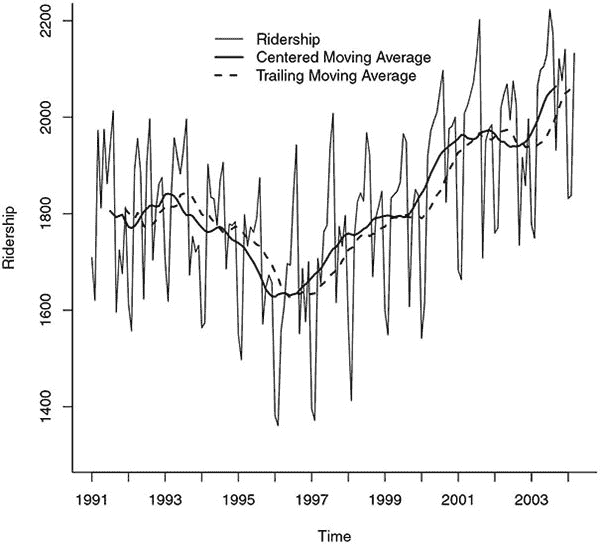 Ridership
Centered Moving Average
Trailing Moving Average
2200
2000
1800
1600
1400
Ridership
1991 1993 1995 1997 1999 2001 2003
Time